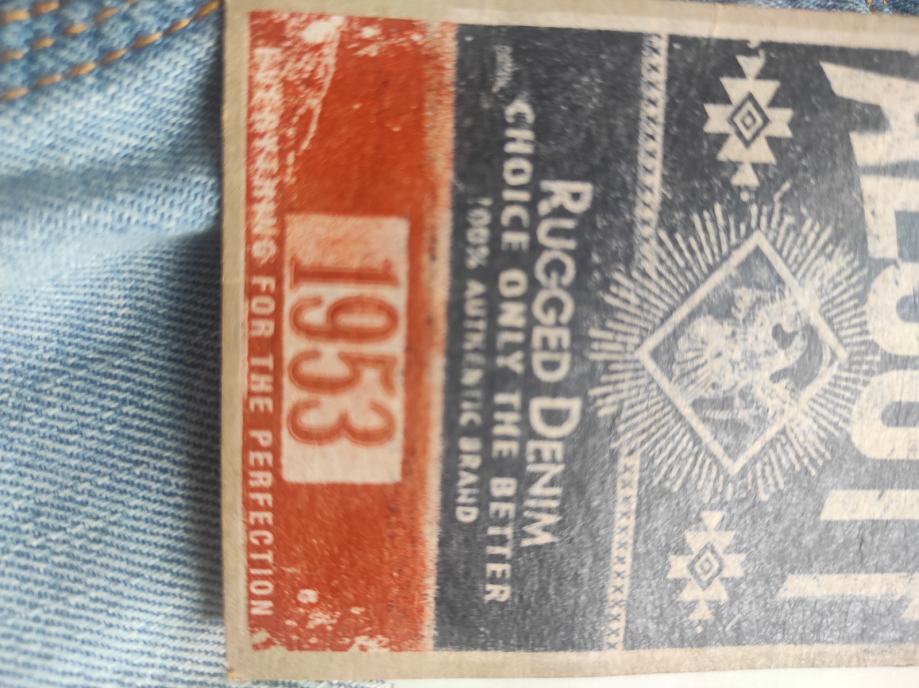 RUGGED DENIM
CHOICE ONLY THE BETTER
100% AUTHENTIC BRAND
1953
FOR THE PERFECTION